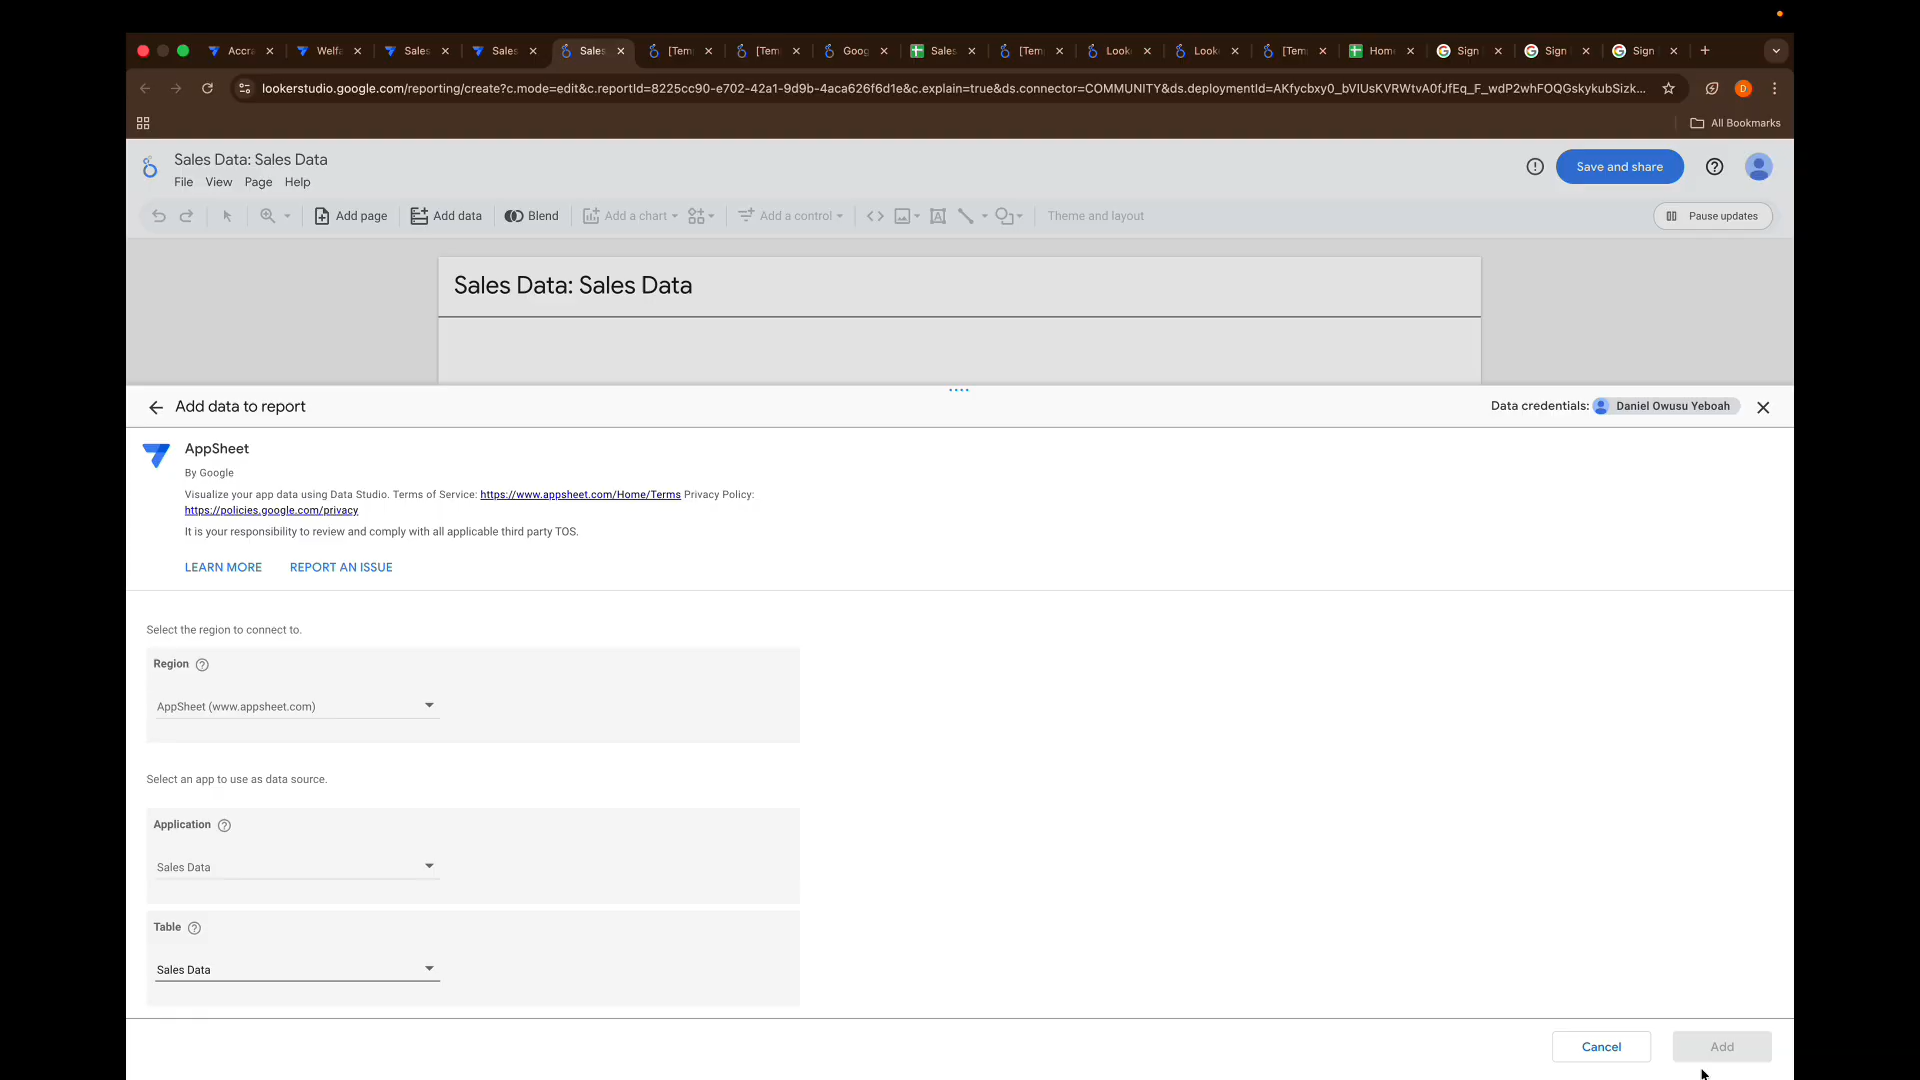 Accra
Welfa
Sales
Sales
Sales
[Tem
[Tem
Goog
Sales
[Tem
Look
Look
[Tem
Hom
Sign
Sign
Sign
lookerstudio.google.com/reporting/create?c.mode=edit&c.reportId=8225cc90-e702-42a1-9d9b-4aca626f6d1e&c.explain=true&ds.connector=COMMUNITY&ds.deploymentId=AKfycbxy0_bVIUsKVRWtvA0fJfEq_F_wdP2whFOQGskykubSizk...
D
All Bookmarks
Sales Data: Sales Data
File View Page Help
Save and share
Add page
Add data
Blend
Add a chart
Add a control
Theme and layout
Pause updates
Sales Data: Sales Data
Add data to report
Data credentials: Daniel Owusu Yeboah
AppSheet
By Google
Visualize your app data using Data Studio. Terms of Service: https://www.appsheet.com/Home/Terms Privacy Policy:
https://policies.google.com/privacy
It is your responsibility to review and comply with all applicable third party TOS.
LEARN MORE REPORT AN ISSUE
Select the region to connect to.
Region
AppSheet (www.appsheet.com)
Select an app to use as data source.
Application
Sales Data
Table
Sales Data
Cancel
Add